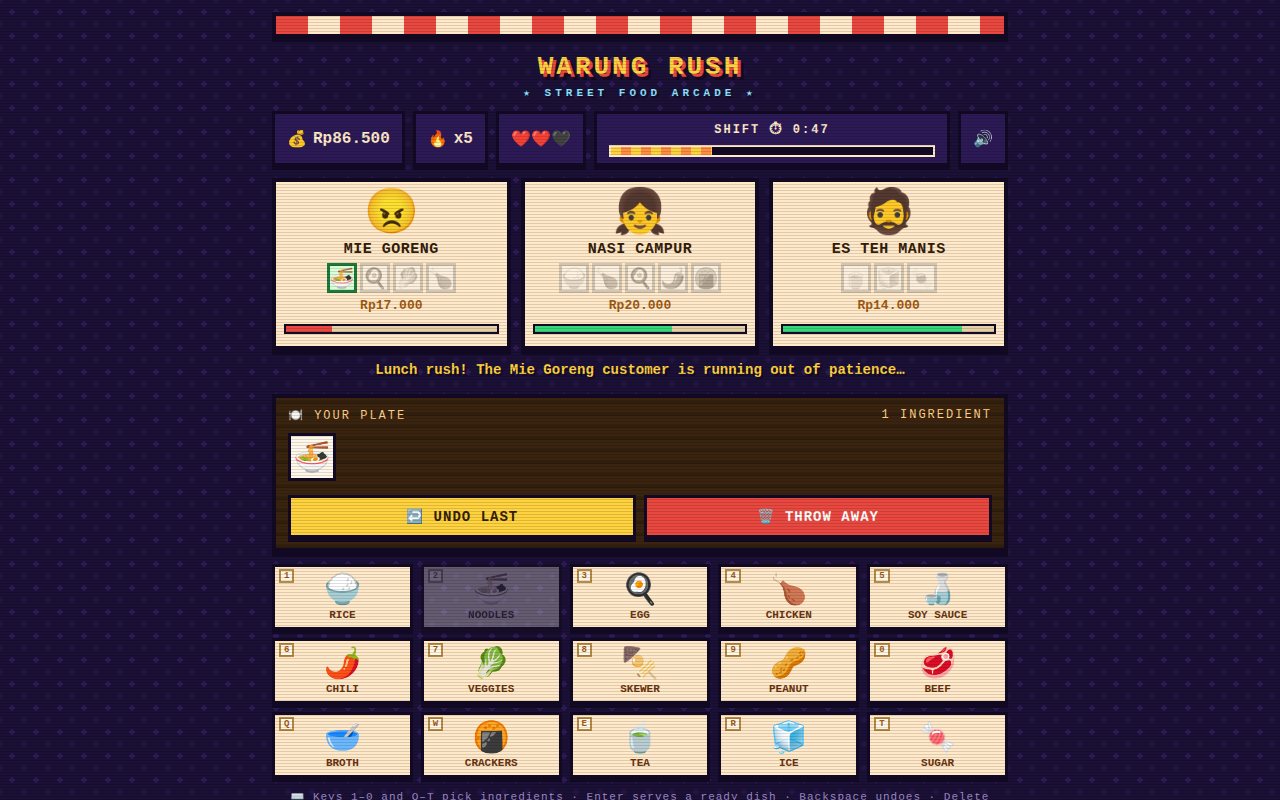 WARUNG RUSH
★ STREET FOOD ARCADE ★
Rp86.500
x5
SHIFT ⏱ 0:47
MIE GORENG
Rp17.000
NASI CAMPUR
Rp20.000
ES TEH MANIS
Rp14.000
Lunch rush! The Mie Goreng customer is running out of patience…
YOUR PLATE
1 INGREDIENT
UNDO LAST
THROW AWAY
1 RICE
2 NOODLES
3 EGG
4 CHICKEN
5 SOY SAUCE
6 CHILI
7 VEGGIES
8 SKEWER
9 PEANUT
0 BEEF
Q BROTH
W CRACKERS
E TEA
R ICE
T SUGAR
Keys 1–0 and Q–T pick ingredients · Enter serves a ready dish · Backspace undoes · Delete